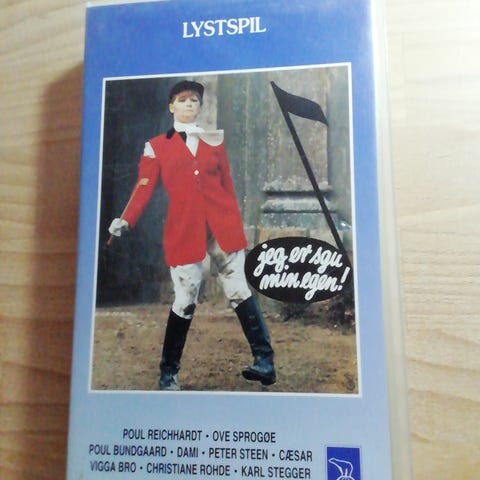 LYSTSPIL
jeg er sgu
min egen!
POUL REICHHARDT · OVE SPROGØE
POUL BUNDGAARD · DAMI · PETER STEEN · CÆSAR
VIGGA BRO · CHRISTIANE ROHDE · KARL STEGGER